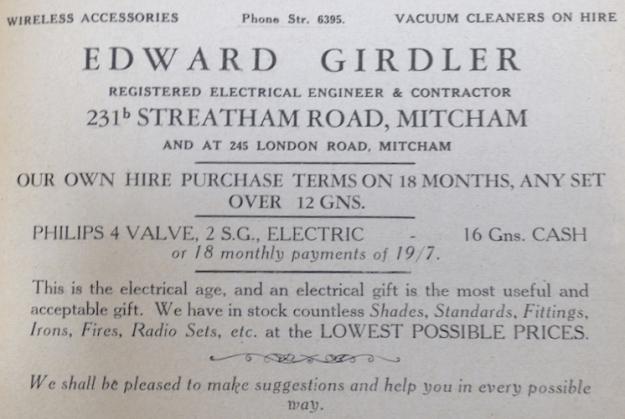 WIRELESS ACCESSORIES Phone Str. 6395. VACUUM CLEANERS ON HIRE
EDWARD GIRDLER
REGISTERED ELECTRICAL ENGINEER & CONTRACTOR
231b STREATHAM ROAD, MITCHAM
AND AT 245 LONDON ROAD, MITCHAM
OUR OWN HIRE PURCHASE TERMS ON 18 MONTHS, ANY SET
OVER 12 GNS.
PHILIPS 4 VALVE, 2 S.G., ELECTRIC - 16 Gns. CASH
or 18 monthly payments of 19/7.
This is the electrical age, and an electrical gift is the most useful and
acceptable gift. We have in stock countless Shades, Standards, Fittings,
Irons, Fires, Radio Sets, etc. at the LOWEST POSSIBLE PRICES.
We shall be pleased to make suggestions and help you in every possible
way.